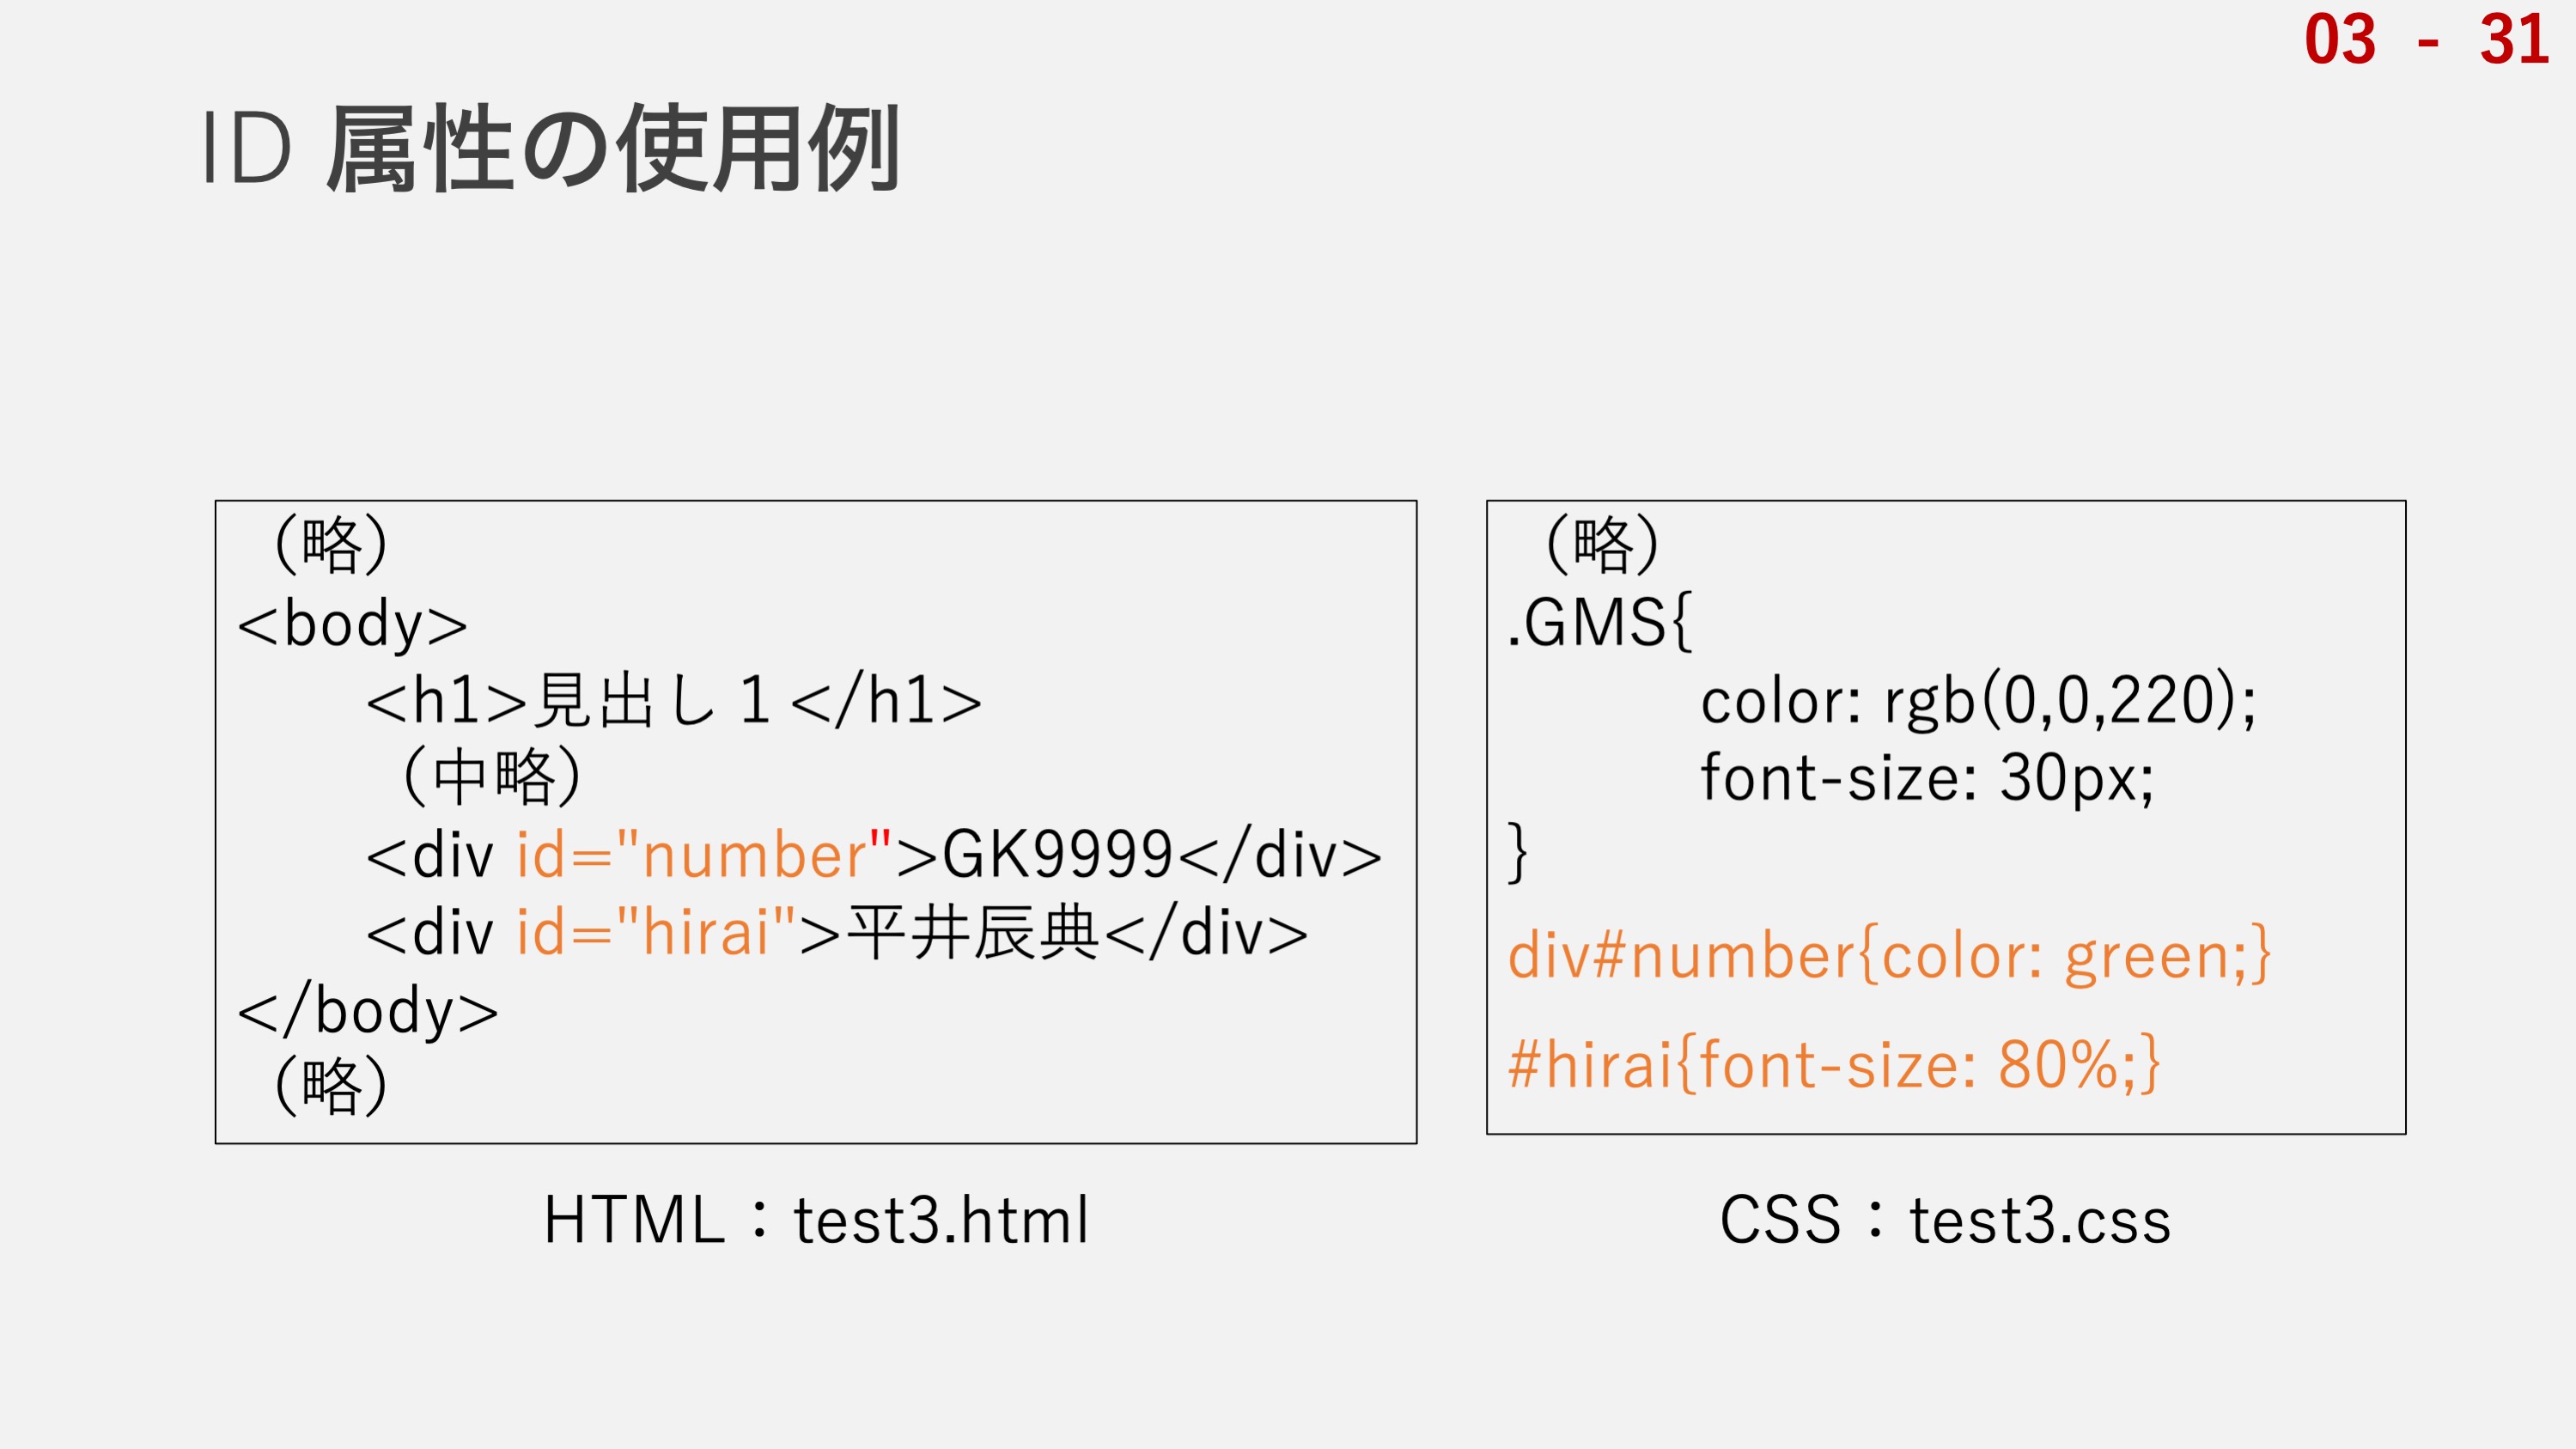 03 - 31
ID 属性の使用例
（略）
<body>
<h1>見出し 1 </h1>
（中略）
<div id="number">GK9999</div>
<div id="hirai">平井辰典</div>
</body>
（略）
HTML：test3.html
（略）
.GMS{
color: rgb(0,0,220);
font-size: 30px;
}
div#number{color: green;}
#hirai{font-size: 80%;}
CSS：test3.css